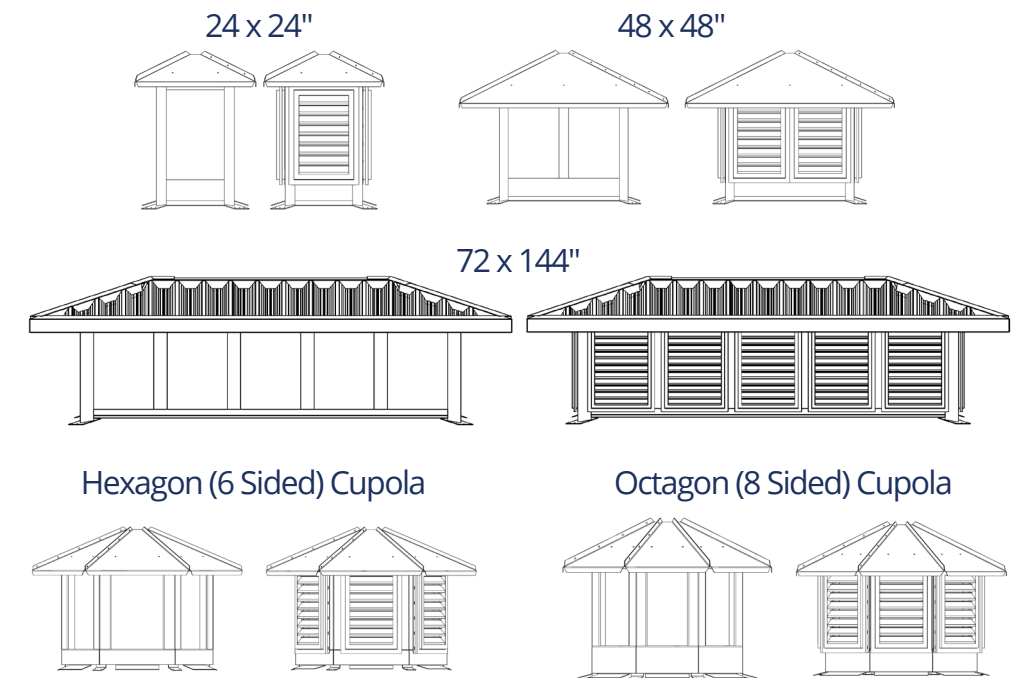 24 x 24"
48 x 48"
72 x 144"
Hexagon (6 Sided) Cupola
Octagon (8 Sided) Cupola